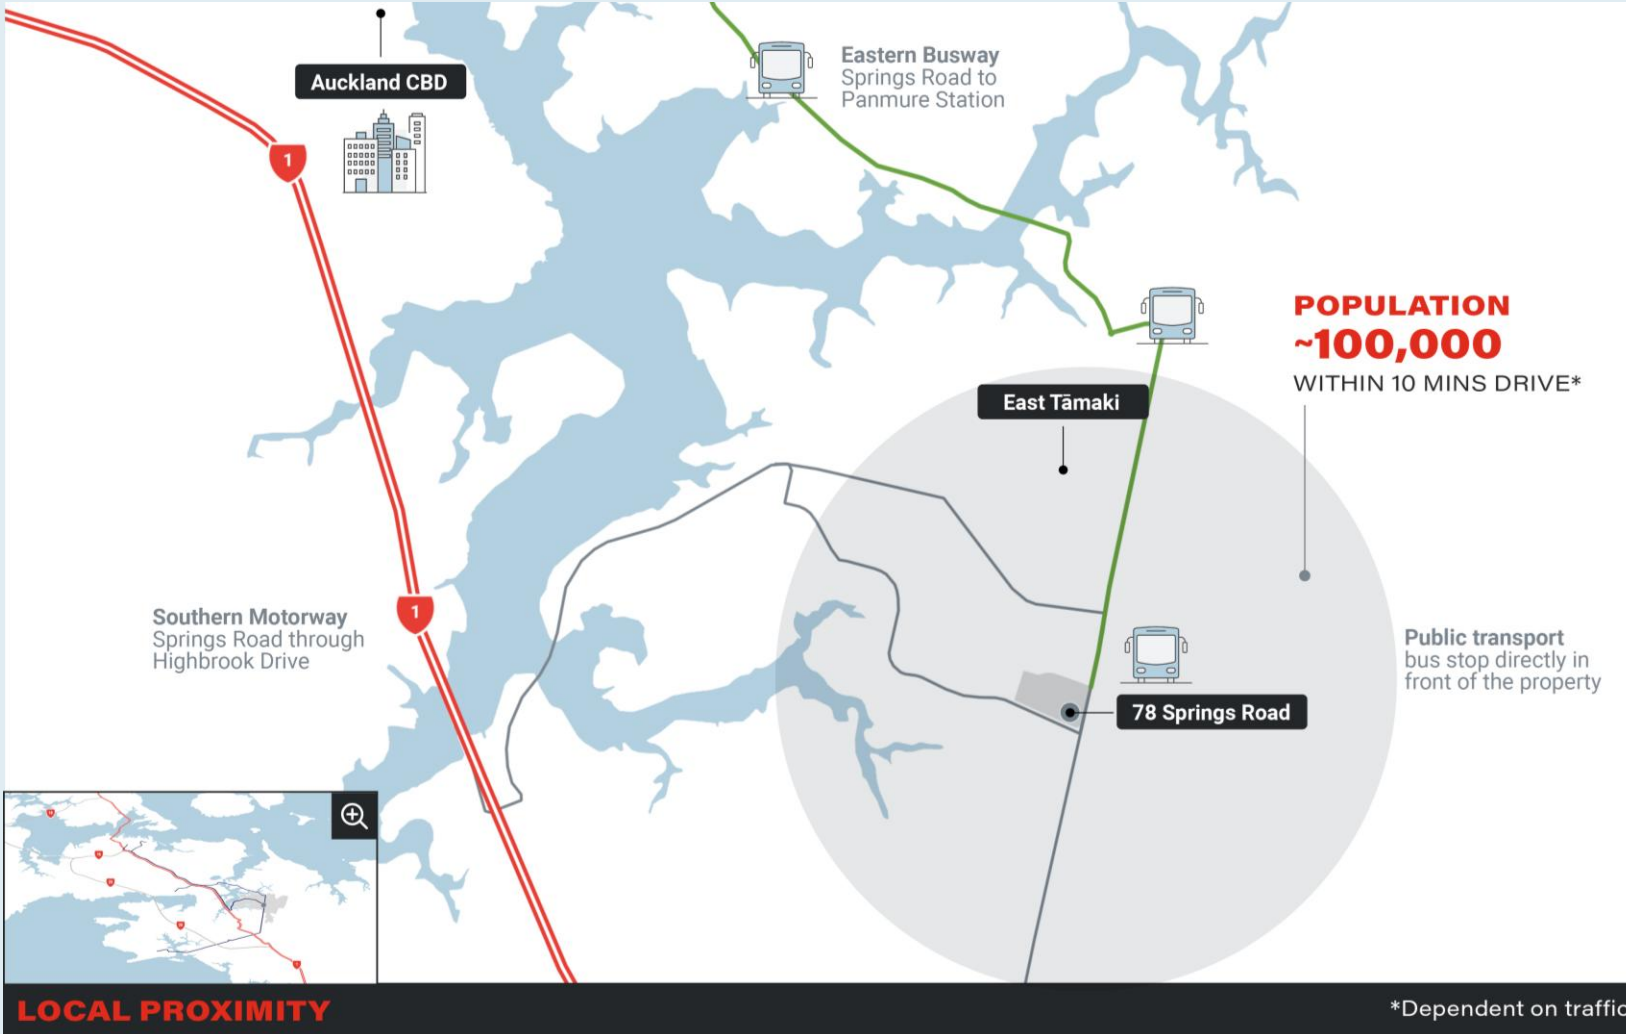 Auckland CBD
Eastern Busway
Springs Road to
Panmure Station
1
POPULATION
~100,000
WITHIN 10 MINS DRIVE*
East Tāmaki
1
Southern Motorway
Springs Road through
Highbrook Drive
Public transport
bus stop directly in
front of the property
78 Springs Road
LOCAL PROXIMITY
*Dependent on traffic